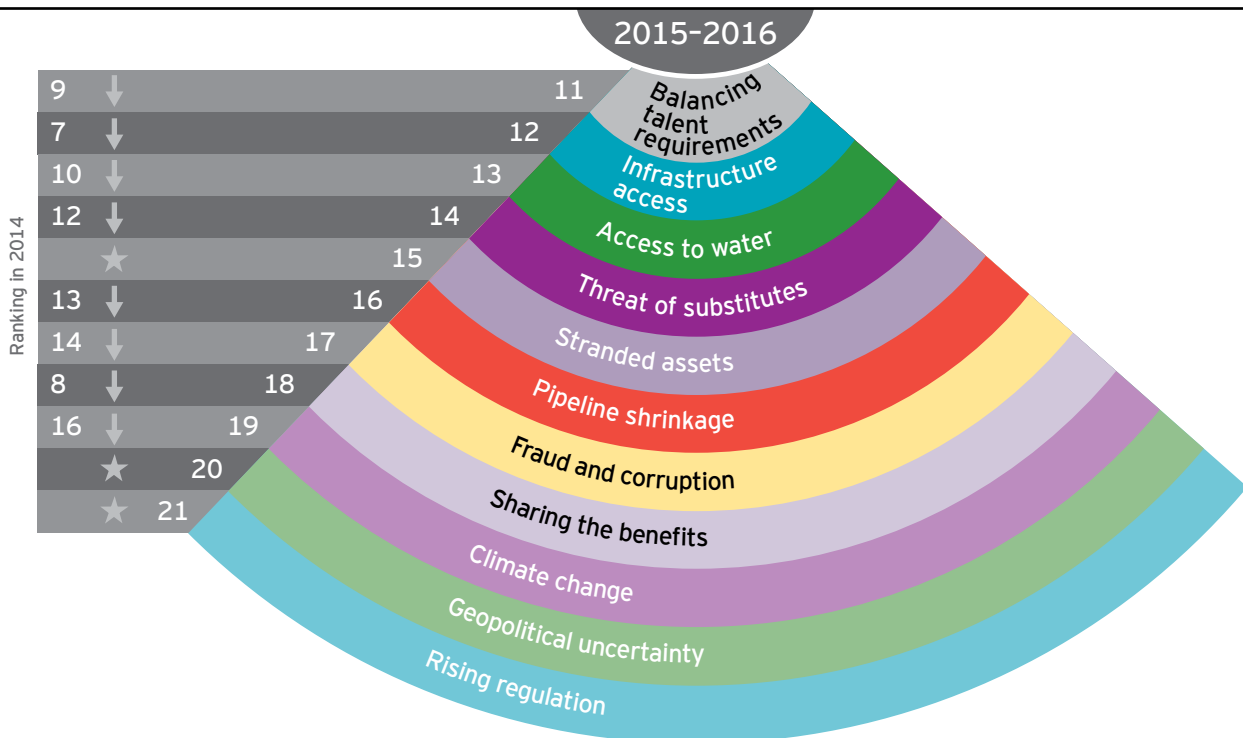 2015-2016
Ranking in 2014
9 11
Balancing
talent
requirements
7 12
Infrastructure
access
10 13
Access to water
12 14
Threat of substitutes
15
Stranded assets
13 16
Pipeline shrinkage
14 17
Fraud and corruption
8 18
Sharing the benefits
16 19
Climate change
20
Geopolitical uncertainty
21
Rising regulation